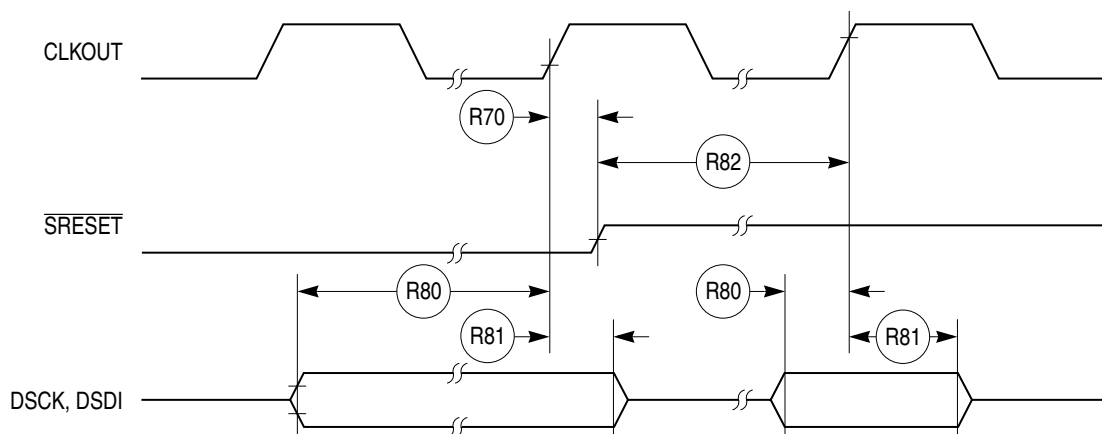 CLKOUT
R70
R82
SRESET
R80
R80
R81
R81
DSCK, DSDI